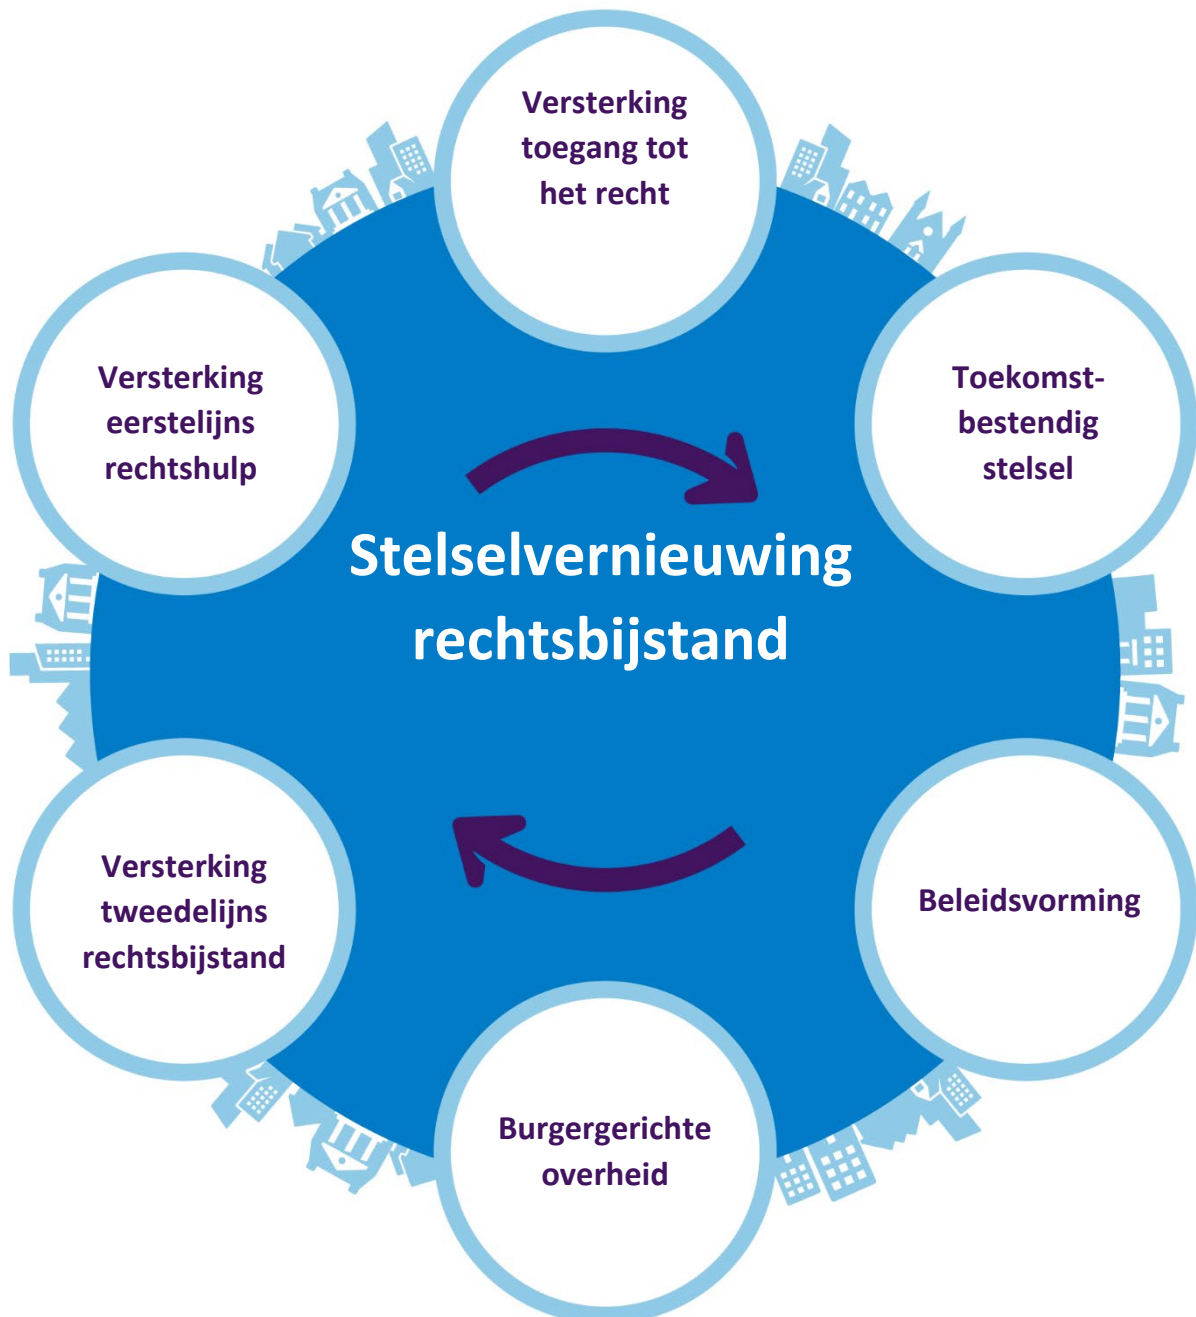 Versterking
toegang tot
het recht
Versterking
eerstelijns
rechtshulp
Toekomst-
bestendig
stelsel
Stelselvernieuwing
rechtsbijstand
Versterking
tweedelijns
rechtsbijstand
Beleidsvorming
Burgergerichte
overheid